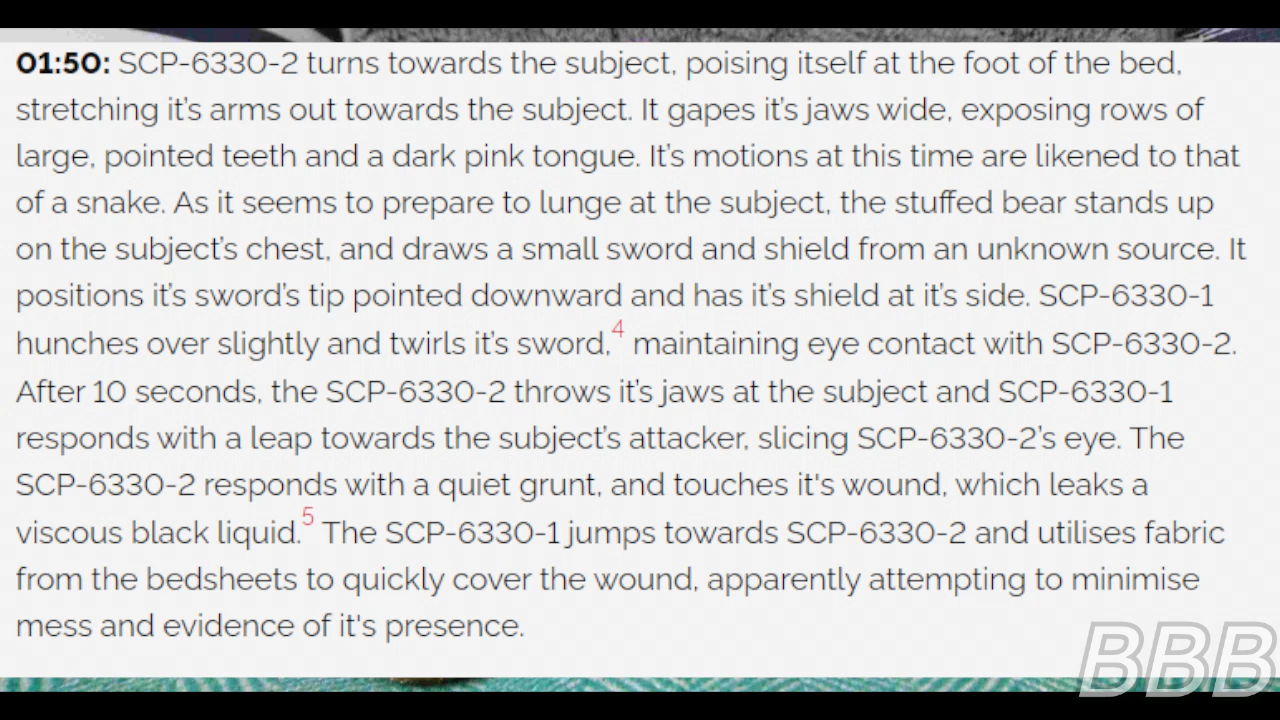 01:50: SCP-6330-2 turns towards the subject, poising itself at the foot of the bed,
stretching it’s arms out towards the subject. It gapes it’s jaws wide, exposing rows of
large, pointed teeth and a dark pink tongue. It’s motions at this time are likened to that
of a snake. As it seems to prepare to lunge at the subject, the stuffed bear stands up
on the subject’s chest, and draws a small sword and shield from an unknown source. It
positions it’s sword’s tip pointed downward and has it’s shield at it’s side. SCP-6330-1
hunches over slightly and twirls it’s sword,4 maintaining eye contact with SCP-6330-2.
After 10 seconds, the SCP-6330-2 throws it’s jaws at the subject and SCP-6330-1
responds with a leap towards the subject’s attacker, slicing SCP-6330-2’s eye. The
SCP-6330-2 responds with a quiet grunt, and touches it's wound, which leaks a
viscous black liquid.5 The SCP-6330-1 jumps towards SCP-6330-2 and utilises fabric
from the bedsheets to quickly cover the wound, apparently attempting to minimise
mess and evidence of it's presence.
BBB